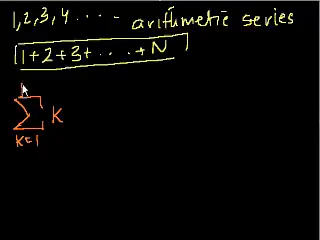 1, 2, 3, 4 . . . . - arithmetic series
1+2+3+ . . . +N
∑ K
K=1